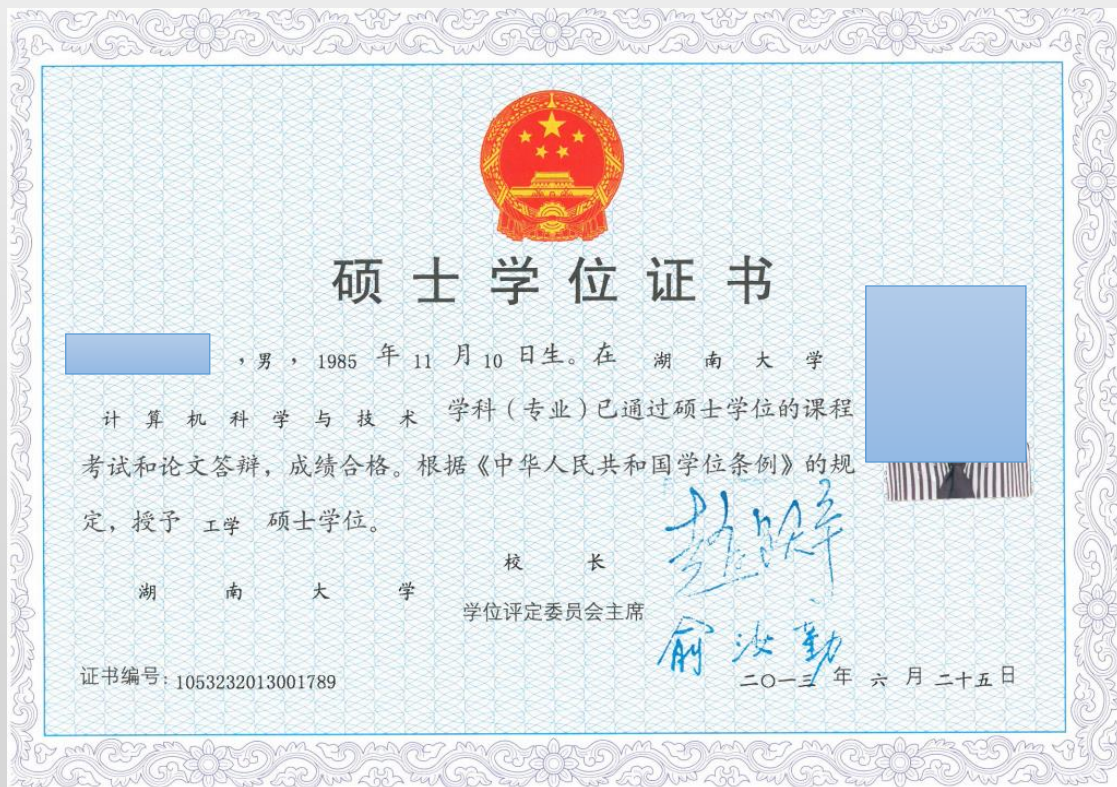 硕士学位证书
，男，1985 年 11 月 10 日生。在 湖南大学
计算机科学与技术 学科（专业）已通过硕士学位的课程
考试和论文答辩，成绩合格。根据《中华人民共和国学位条例》的规
定，授予 工学 硕士学位。
校长
湖南大学
学位评定委员会主席
俞汝勤
证书编号：1053232013001789
二〇一三 年 六 月 二十五 日